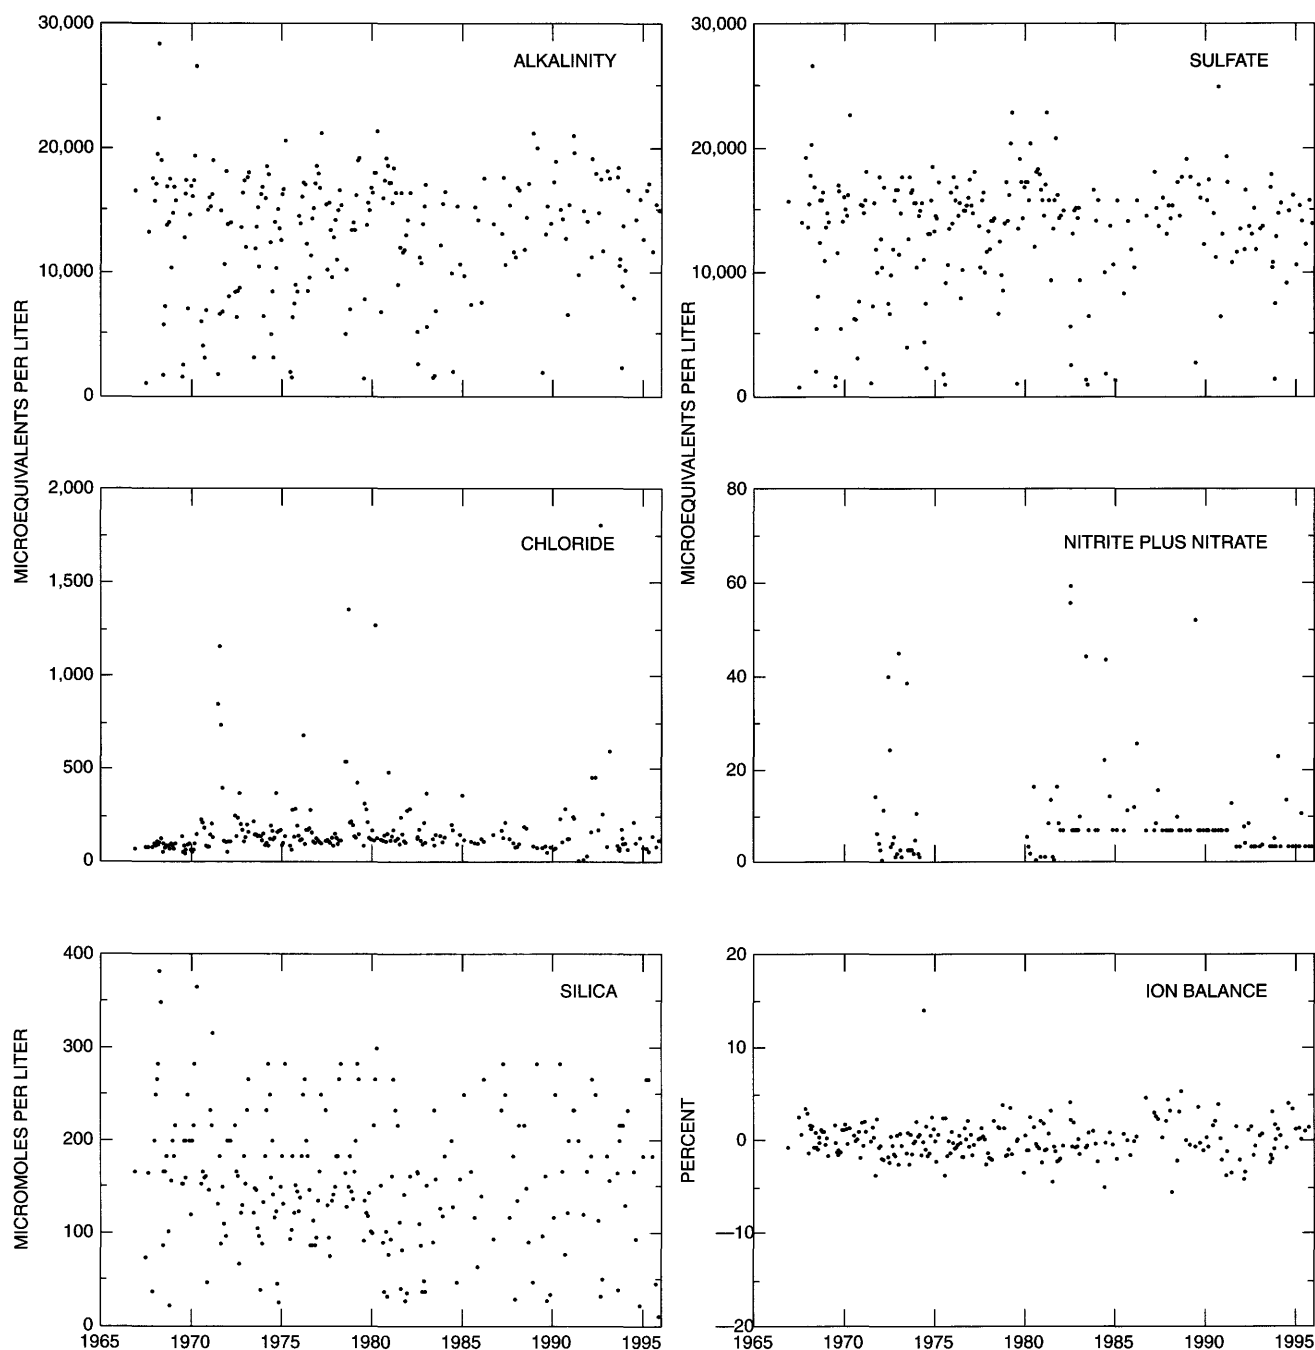 30,000
20,000
10,000
0
ALKALINITY
30,000
20,000
10,000
0
SULFATE
MICROEQUIVALENTS PER LITER
MICROEQUIVALENTS PER LITER
2,000
1,500
1,000
500
0
CHLORIDE
80
60
40
20
0
NITRITE PLUS NITRATE
MICROMOLES PER LITER
400
300
200
100
0
SILICA
1965 1970 1975 1980 1985 1990 1995
PERCENT
20
10
0
—10
—20
ION BALANCE
1965 1970 1975 1980 1985 1990 1995